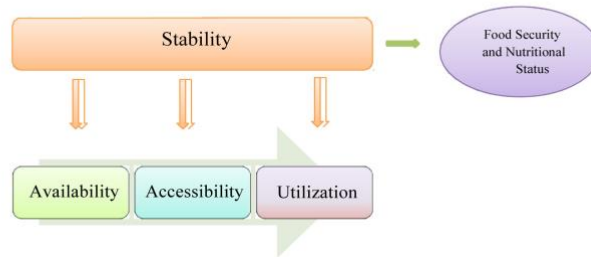 Stability
Food Security
and Nutritional
Status
Availability
Accessibility
Utilization